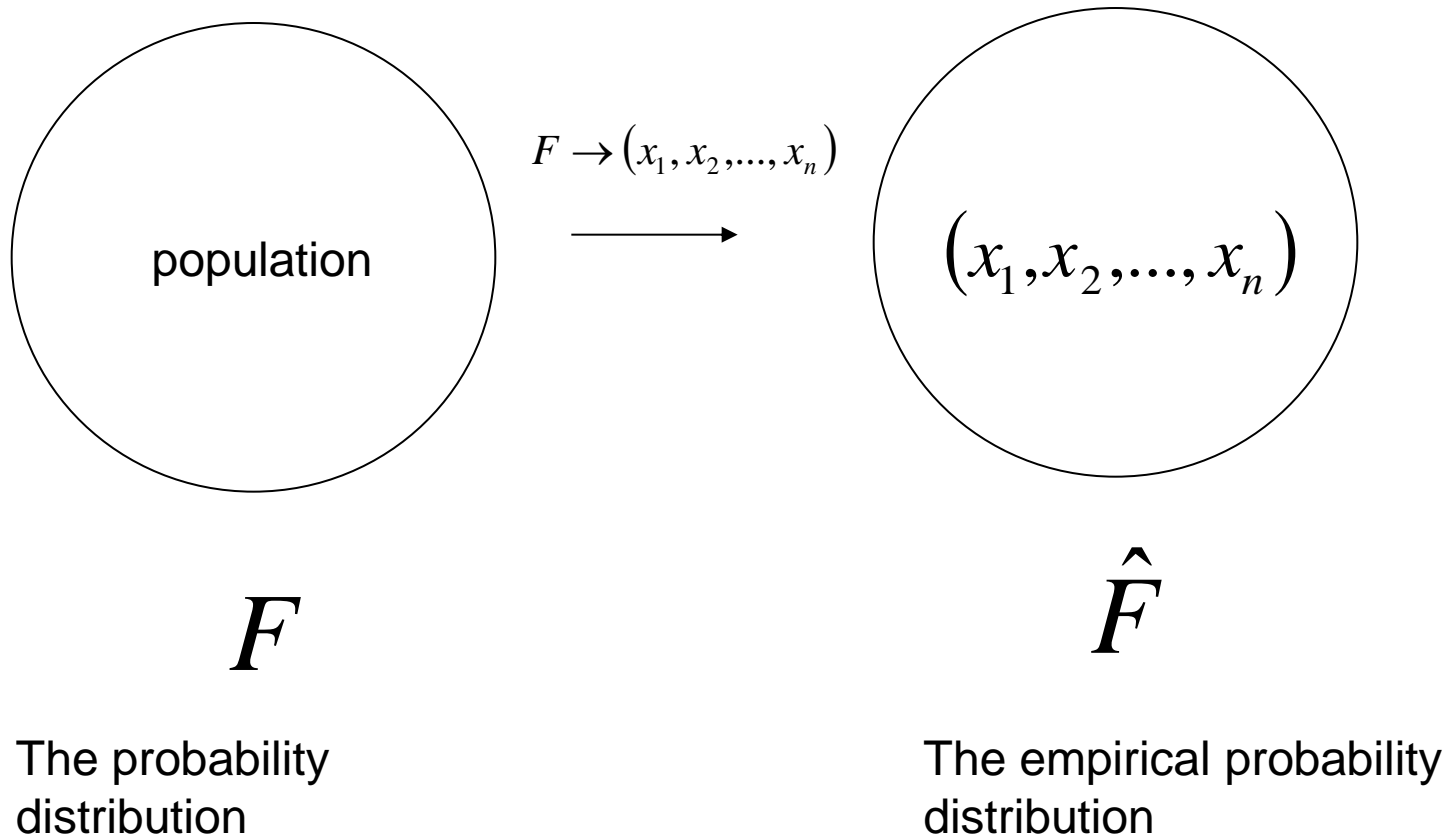 F → (x₁, x₂,..., xₙ)
population
(x₁,x₂,..., xₙ)
F
F̂
The probability
distribution
The empirical probability
distribution